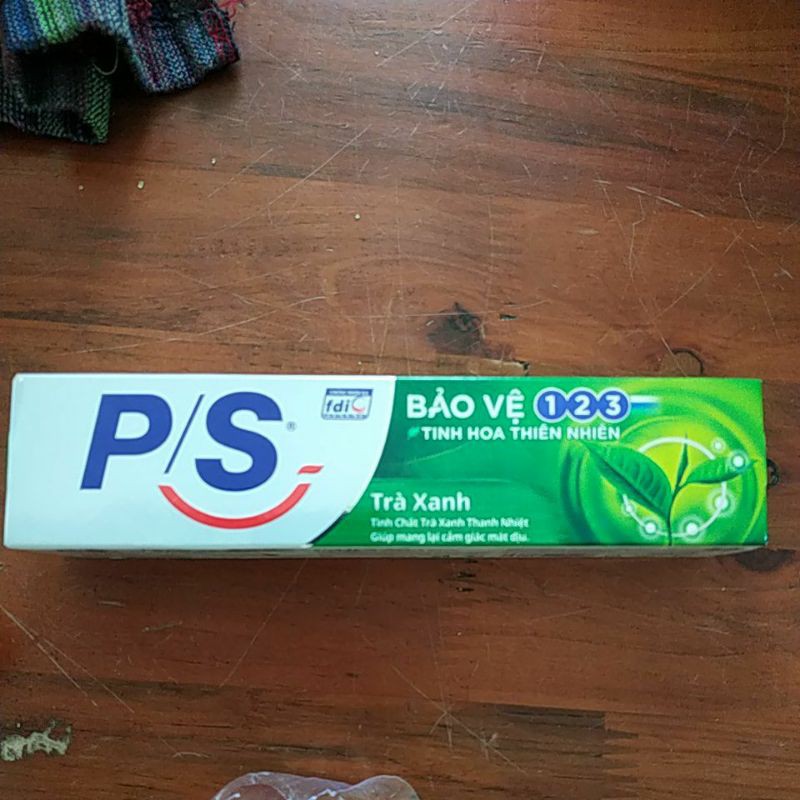 P/S®
fdi
BẢO VỆ 123
TINH HOA THIÊN NHIÊN
Trà Xanh
Tinh Chất Trà Xanh Thanh Nhiệt
Giúp mang lại cảm giác mát dịu.